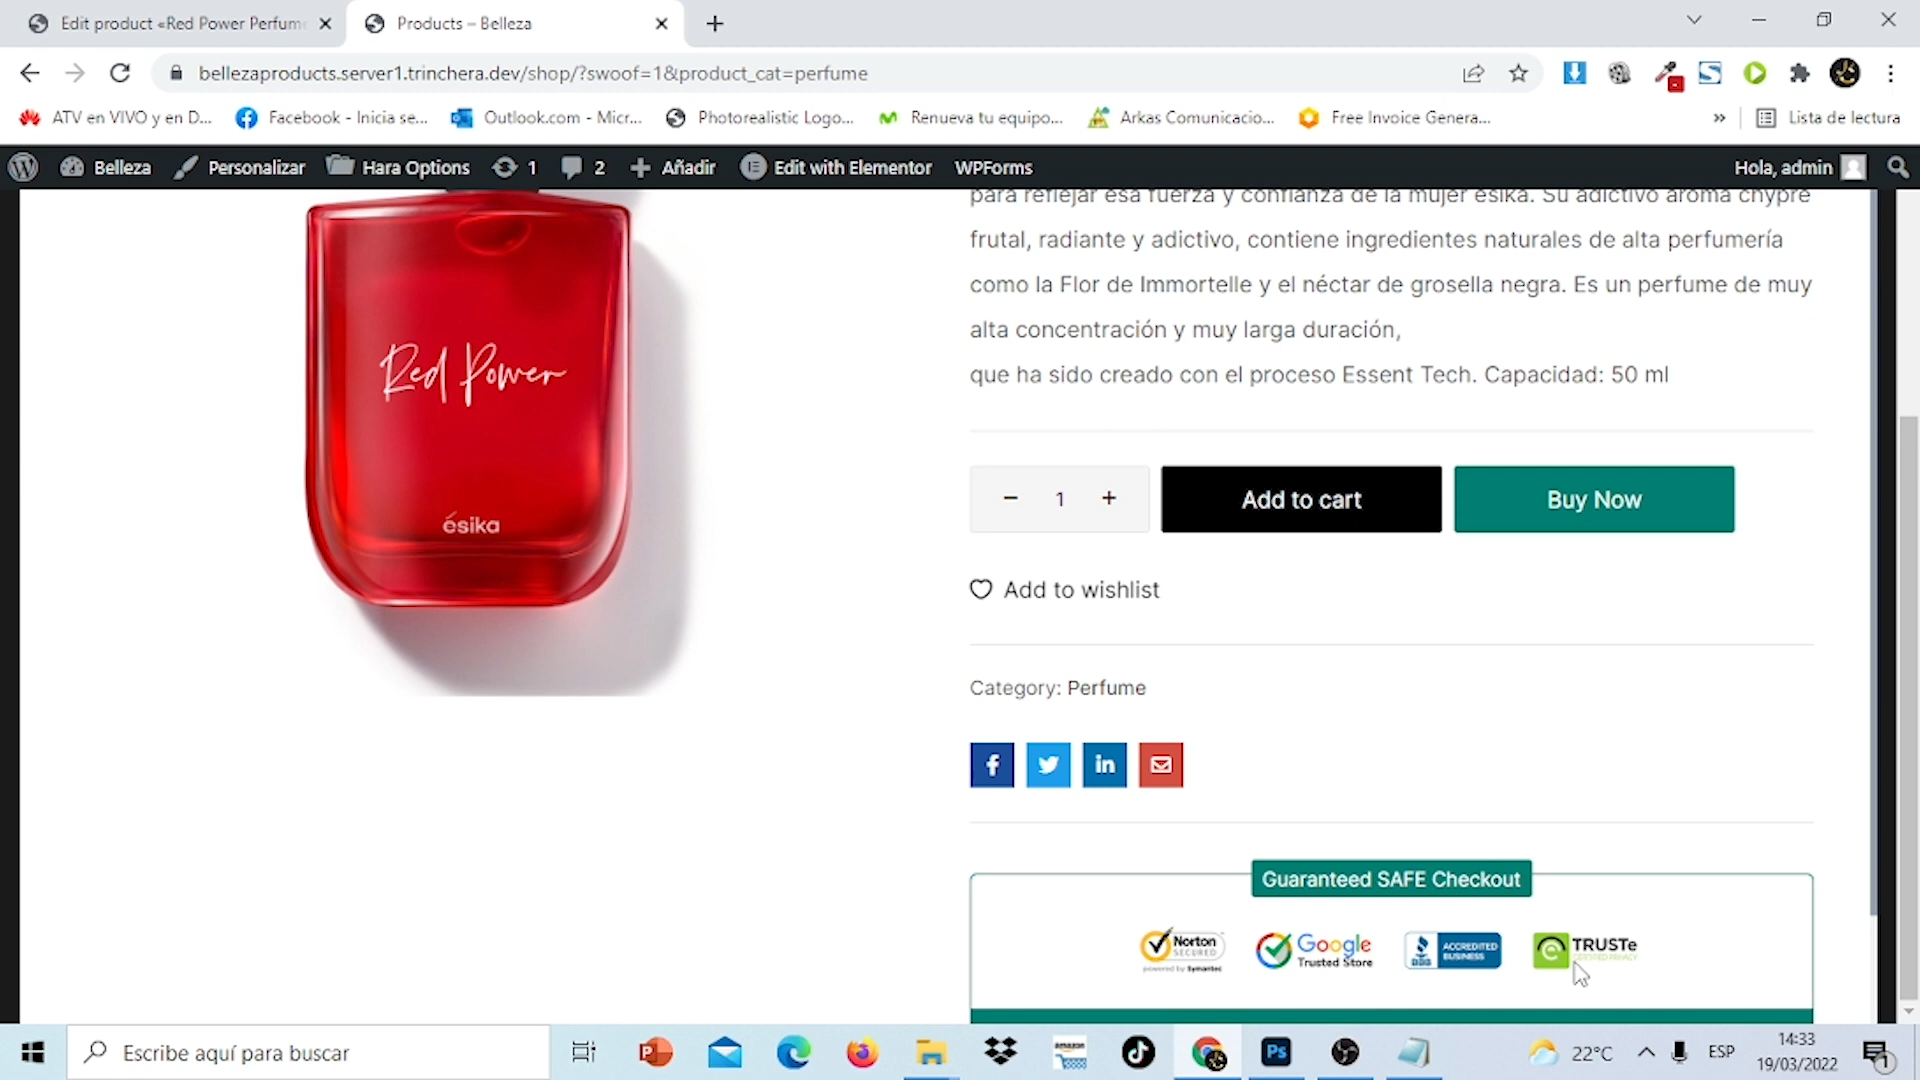 Edit product «Red Power Perfum
Products – Belleza
bellezaproducts.server1.trinchera.dev/shop/?swoof=1&product_cat=perfume
ATV en VIVO y en D...
Facebook - Inicia se...
Outlook.com - Micr...
Photorealistic Logo...
Renueva tu equipo...
Arkas Comunicacio...
Free Invoice Genera...
»
Lista de lectura
Belleza
Personalizar
Hara Options
1
2
Añadir
Edit with Elementor
WPForms
Hola, admin
para reflejar esa fuerza y confianza de la mujer ésika. Su adictivo aroma chypre
frutal, radiante y adictivo, contiene ingredientes naturales de alta perfumería
como la Flor de Immortelle y el néctar de grosella negra. Es un perfume de muy
alta concentración y muy larga duración,
que ha sido creado con el proceso Essent Tech. Capacidad: 50 ml
Red Power
ésika
− 1 +
Add to cart
Buy Now
Add to wishlist
Category: Perfume
Guaranteed SAFE Checkout
Norton
SECURED
powered by Symantec
Google
Trusted Store
BBB
ACCREDITED
BUSINESS
TRUSTe
CERTIFIED PRIVACY
Escribe aquí para buscar
amazon
Ps
22°C
ESP
14:33
19/03/2022
1